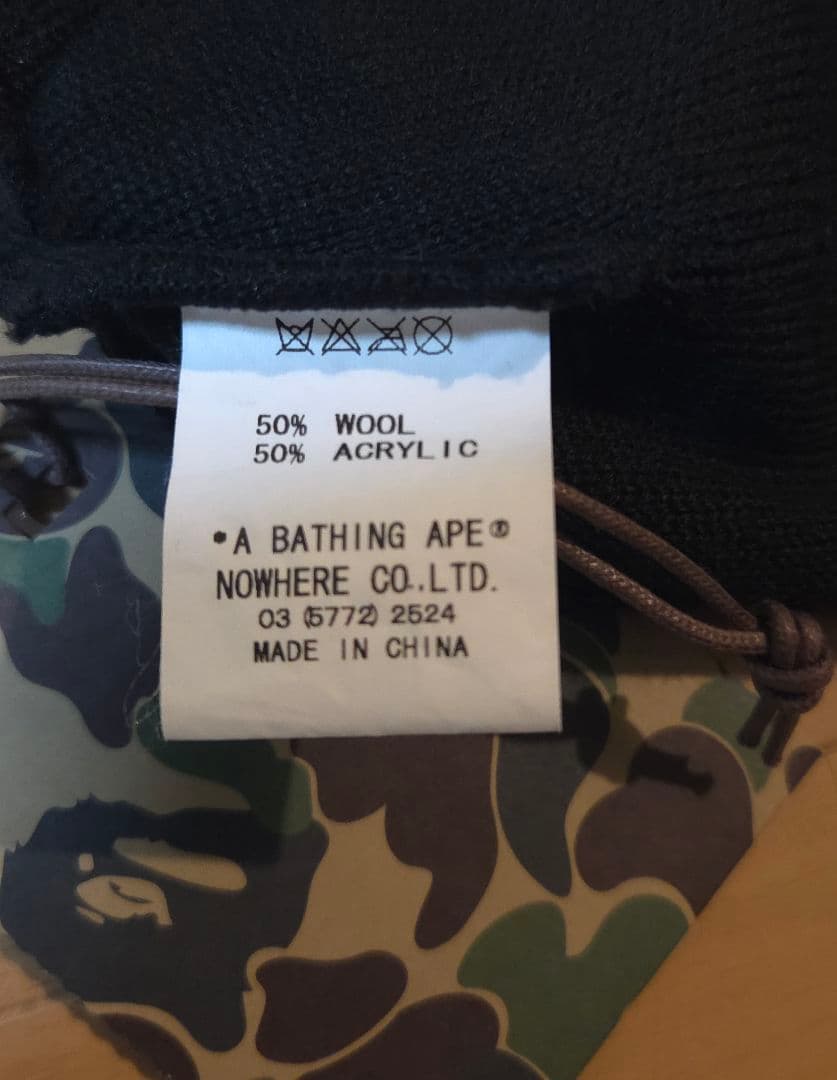 50% WOOL
50% ACRYLIC
•A BATHING APE®
NOWHERE CO.,LTD.
03 (5772) 2524
MADE IN CHINA